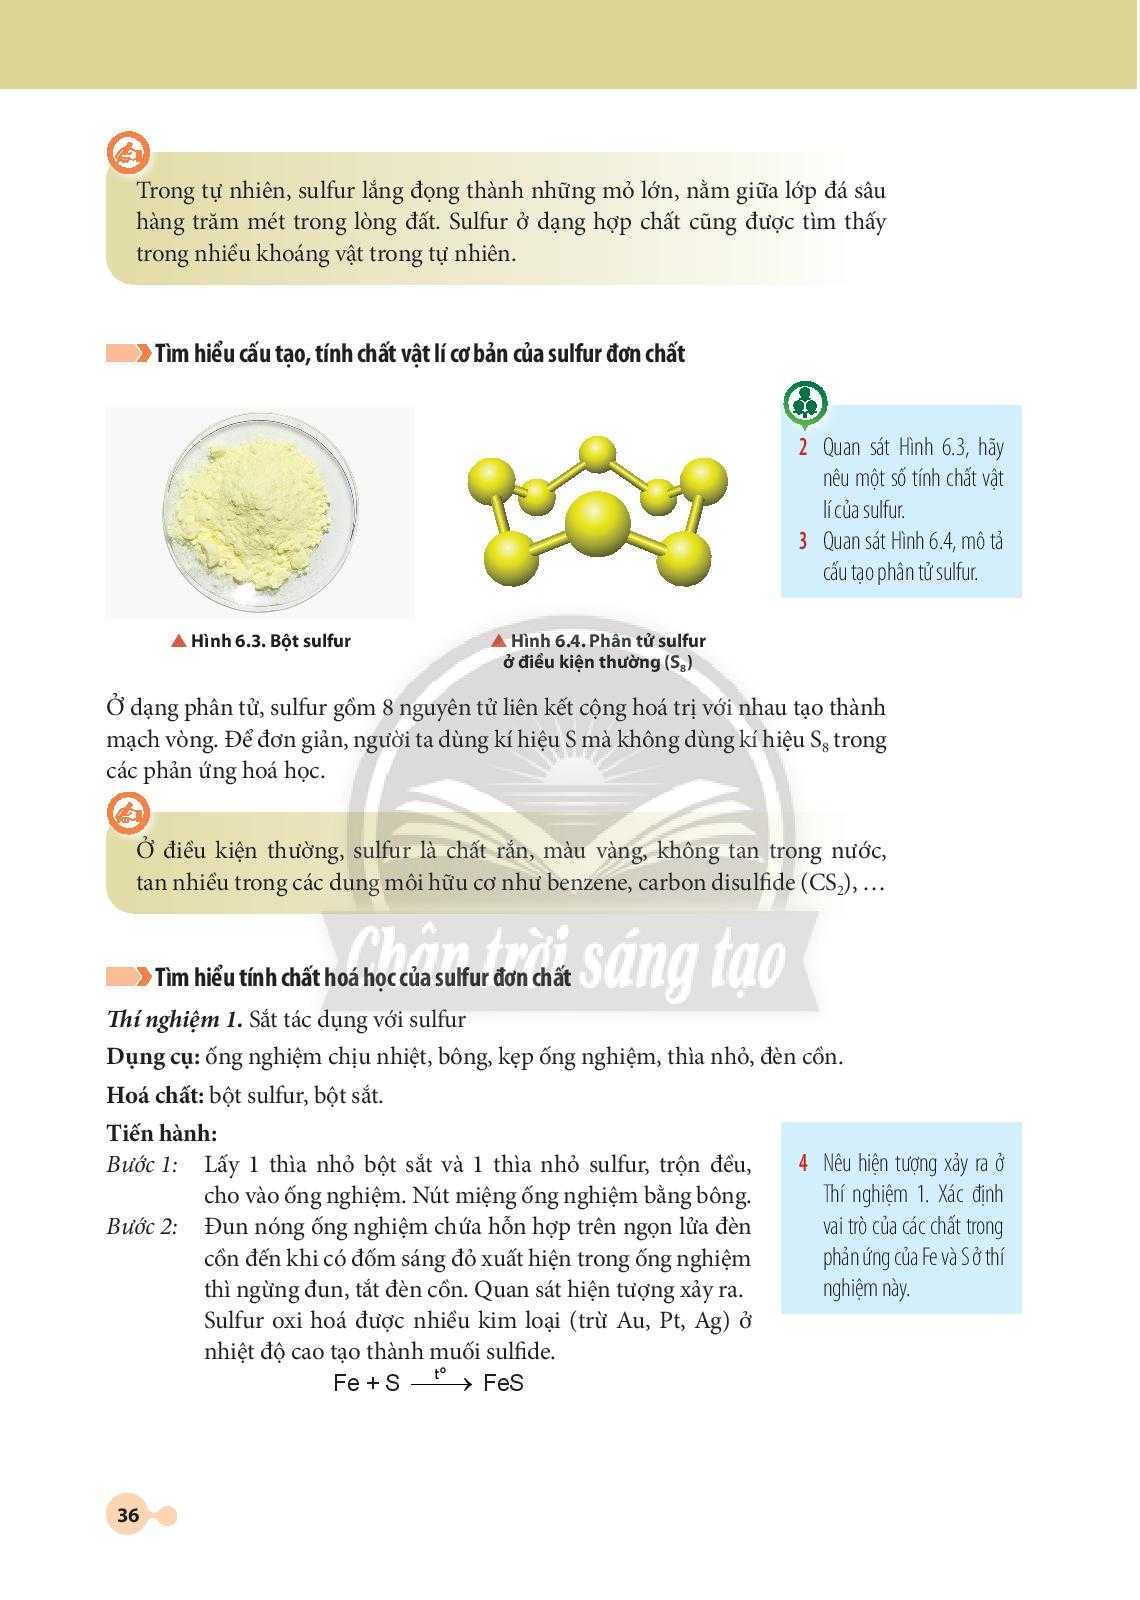 Trong tự nhiên, sulfur lắng đọng thành những mỏ lớn, nằm giữa lớp đá sâu
hàng trăm mét trong lòng đất. Sulfur ở dạng hợp chất cũng được tìm thấy
trong nhiều khoáng vật trong tự nhiên.
Tìm hiểu cấu tạo, tính chất vật lí cơ bản của sulfur đơn chất
2 Quan sát Hình 6.3, hãy
nêu một số tính chất vật
lí của sulfur.
3 Quan sát Hình 6.4, mô tả
cấu tạo phân tử sulfur.
▲ Hình 6.3. Bột sulfur
▲ Hình 6.4. Phân tử sulfur
ở điều kiện thường (S₈)
Ở dạng phân tử, sulfur gồm 8 nguyên tử liên kết cộng hoá trị với nhau tạo thành
mạch vòng. Để đơn giản, người ta dùng kí hiệu S mà không dùng kí hiệu S₈ trong
các phản ứng hoá học.
Ở điều kiện thường, sulfur là chất rắn, màu vàng, không tan trong nước,
tan nhiều trong các dung môi hữu cơ như benzene, carbon disulfide (CS₂), …
Chân trời sáng tạo
Tìm hiểu tính chất hoá học của sulfur đơn chất
Thí nghiệm 1. Sắt tác dụng với sulfur
Dụng cụ: ống nghiệm chịu nhiệt, bông, kẹp ống nghiệm, thìa nhỏ, đèn cồn.
Hoá chất: bột sulfur, bột sắt.
Tiến hành:
Bước 1: Lấy 1 thìa nhỏ bột sắt và 1 thìa nhỏ sulfur, trộn đều,
cho vào ống nghiệm. Nút miệng ống nghiệm bằng bông.
Bước 2: Đun nóng ống nghiệm chứa hỗn hợp trên ngọn lửa đèn
cồn đến khi có đốm sáng đỏ xuất hiện trong ống nghiệm
thì ngừng đun, tắt đèn cồn. Quan sát hiện tượng xảy ra.
Sulfur oxi hoá được nhiều kim loại (trừ Au, Pt, Ag) ở
nhiệt độ cao tạo thành muối sulfide.
Fe + S —t°→ FeS
4 Nêu hiện tượng xảy ra ở
Thí nghiệm 1. Xác định
vai trò của các chất trong
phản ứng của Fe và S ở thí
nghiệm này.
36